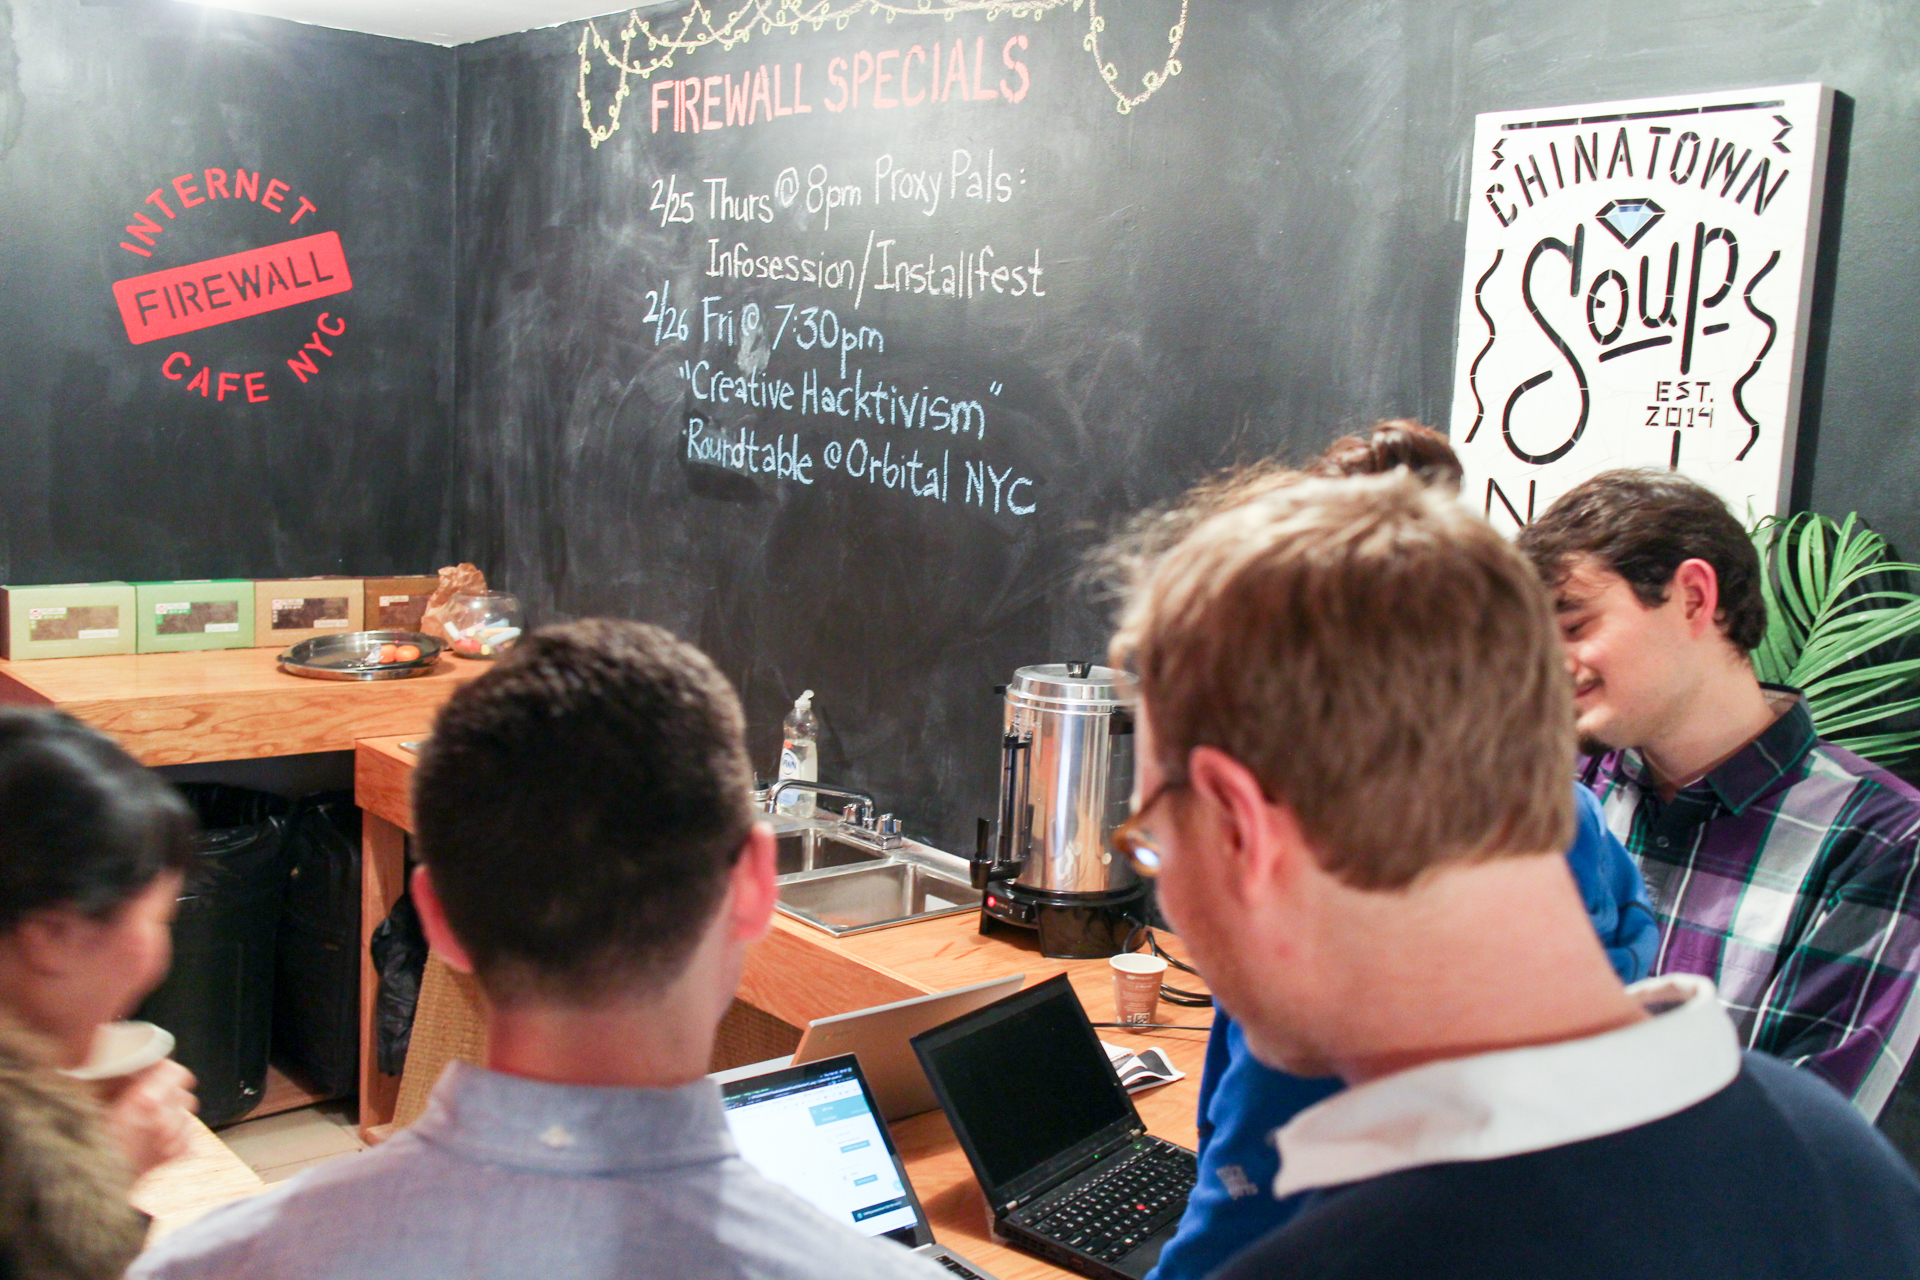 INTERNET
FIREWALL
CAFE NYC
FIREWALL SPECIALS
2/25 Thurs @ 8pm Proxy Pals:
Infosession/Installfest
2/26 Fri @ 7:30pm
"Creative Hacktivism"
Roundtable @ Orbital NYC
CHINATOWN
Soup
EST.
2014
N